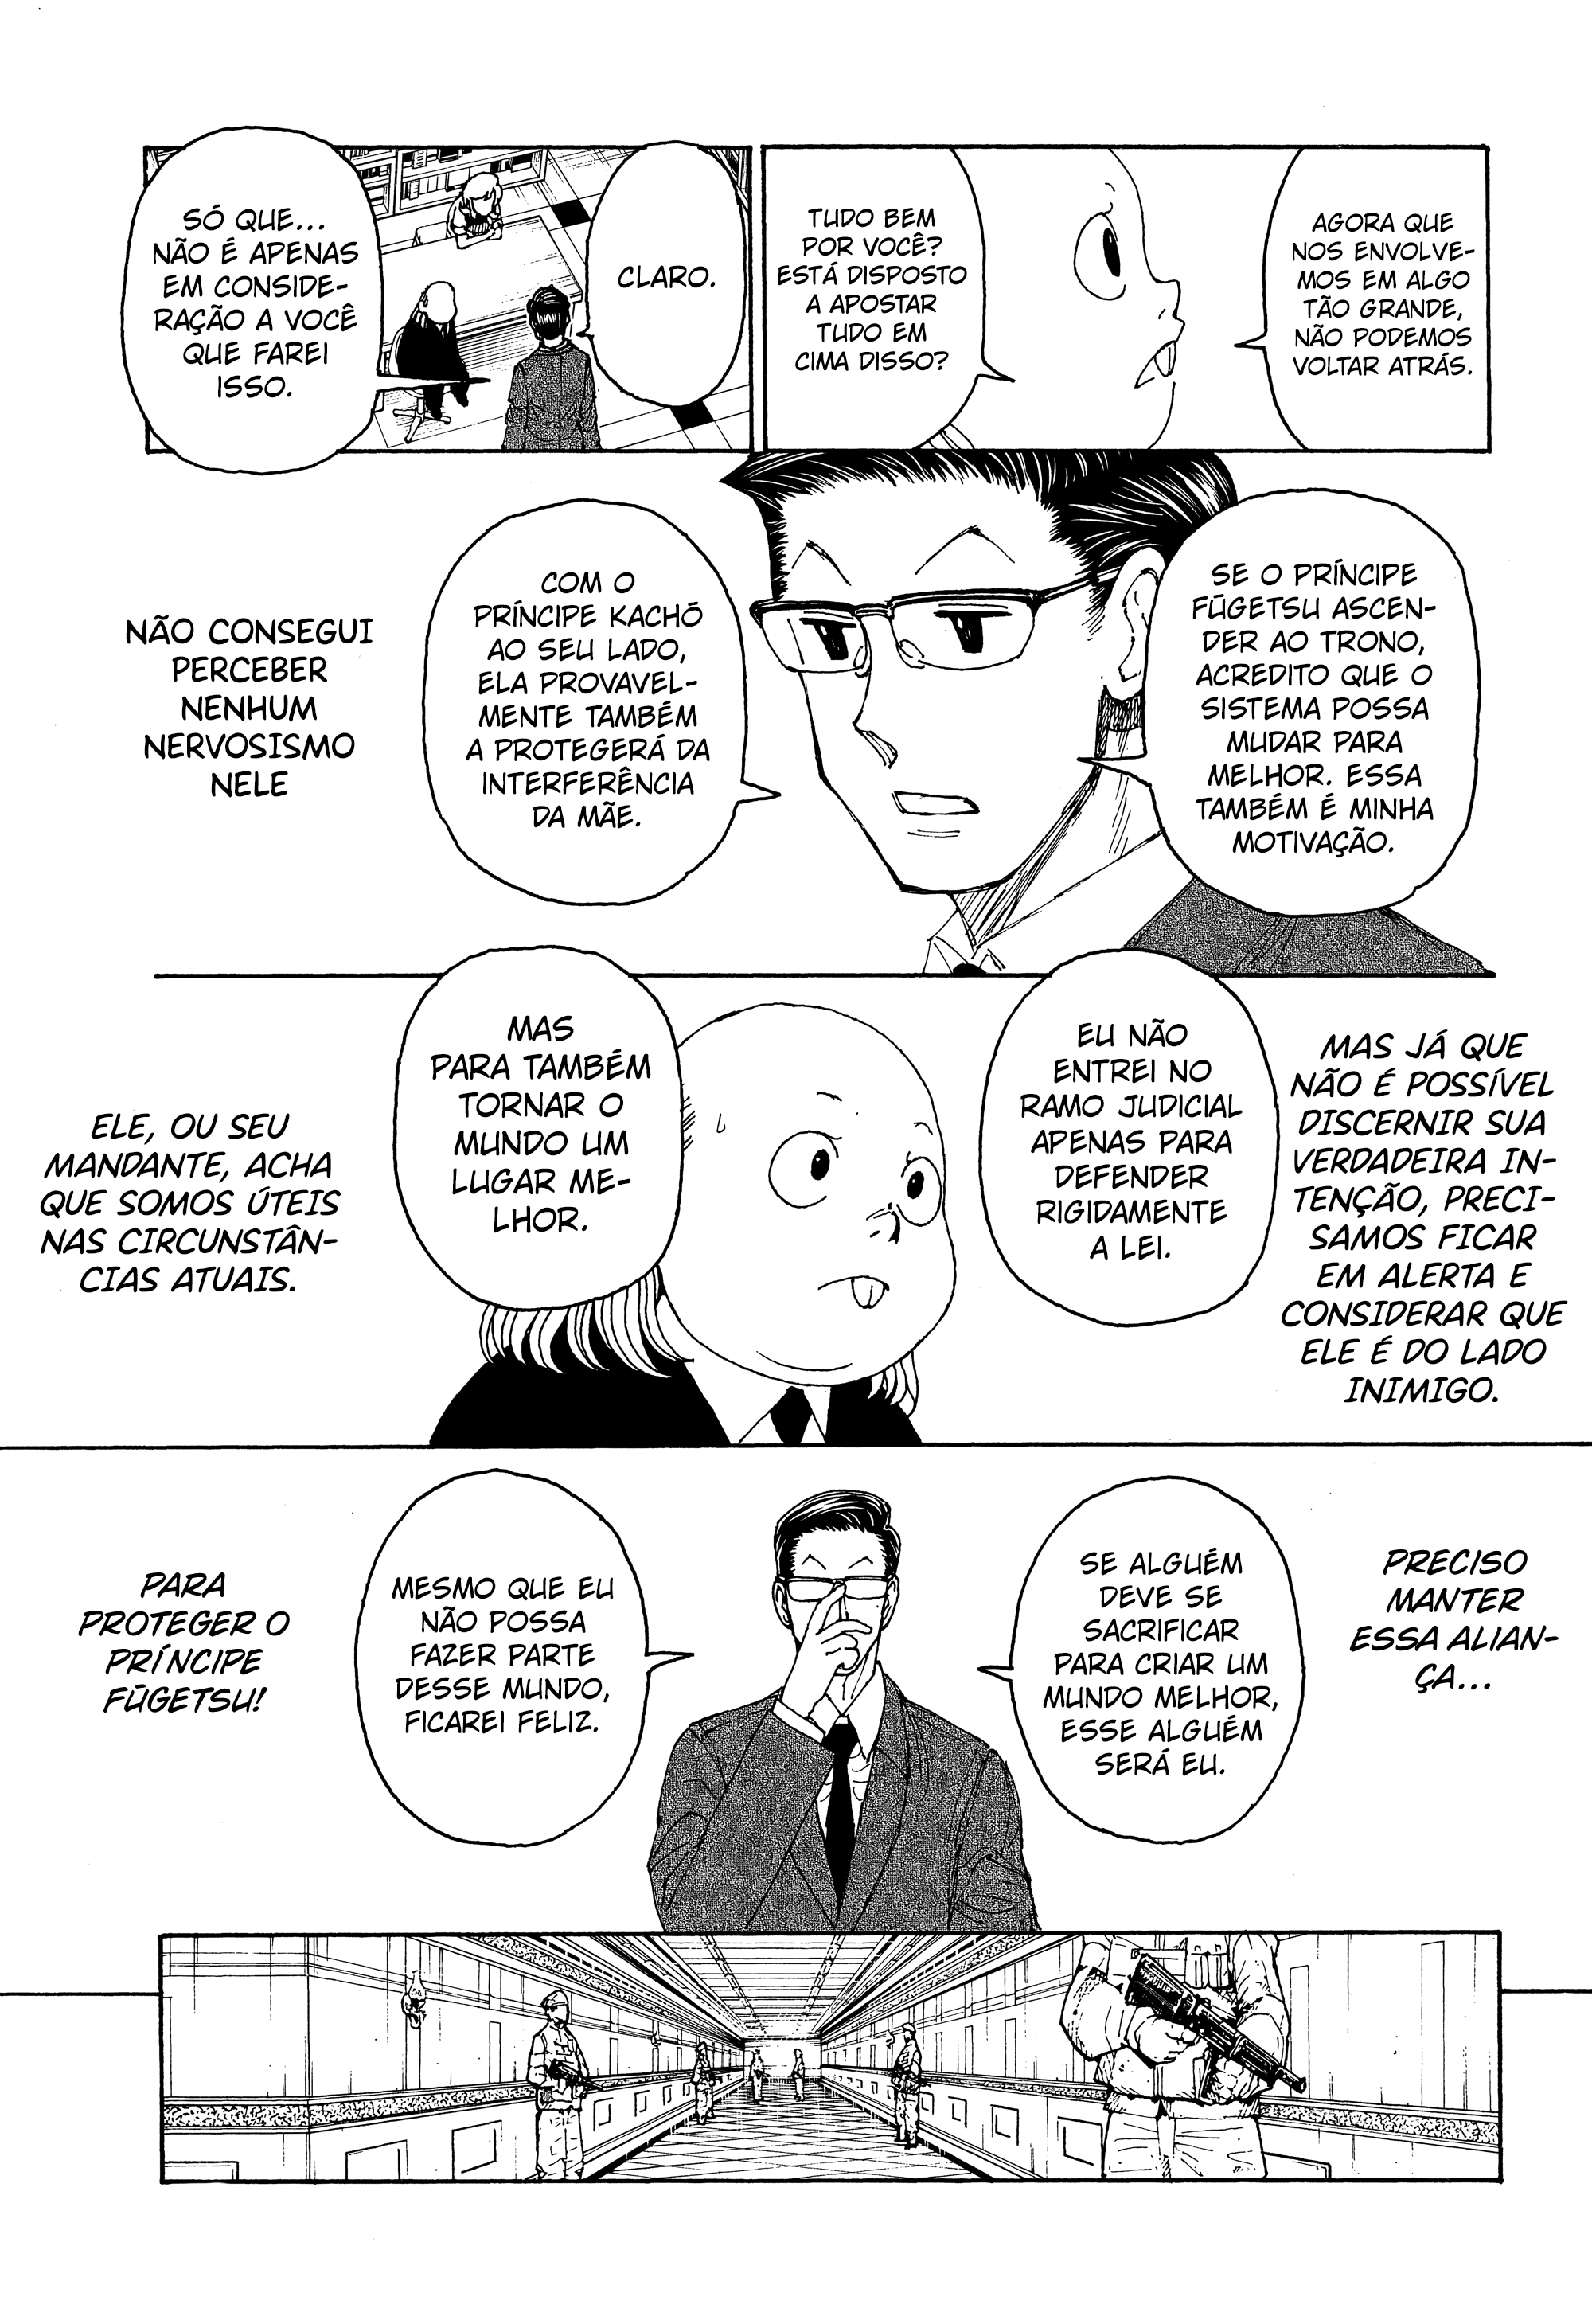 AGORA QUE
NOS ENVOLVE-
MOS EM ALGO
TÃO GRANDE,
NÃO PODEMOS
VOLTAR ATRÁS.
TUDO BEM
POR VOCÊ?
ESTÁ DISPOSTO
A APOSTAR
TUDO EM
CIMA DISSO?
CLARO.
SÓ QUE...
NÃO É APENAS
EM CONSIDE-
RAÇÃO A VOCÊ
QUE FAREI
ISSO.
SE O PRÍNCIPE
FŪGETSU ASCEN-
DER AO TRONO,
ACREDITO QUE O
SISTEMA POSSA
MUDAR PARA
MELHOR. ESSA
TAMBÉM É MINHA
MOTIVAÇÃO.
COM O
PRÍNCIPE KACHŌ
AO SEU LADO,
ELA PROVAVEL-
MENTE TAMBÉM
A PROTEGERÁ DA
INTERFERÊNCIA
DA MÃE.
NÃO CONSEGUI
PERCEBER
NENHUM
NERVOSISMO
NELE
MAS JÁ QUE
NÃO É POSSÍVEL
DISCERNIR SUA
VERDADEIRA IN-
TENÇÃO, PRECI-
SAMOS FICAR
EM ALERTA E
CONSIDERAR QUE
ELE É DO LADO
INIMIGO.
EU NÃO
ENTREI NO
RAMO JUDICIAL
APENAS PARA
DEFENDER
RIGIDAMENTE
A LEI.
MAS
PARA TAMBÉM
TORNAR O
MUNDO UM
LUGAR ME-
LHOR.
ELE, OU SEU
MANDANTE, ACHA
QUE SOMOS ÚTEIS
NAS CIRCUNSTÂN-
CIAS ATUAIS.
PRECISO
MANTER
ESSA ALIAN-
ÇA...
SE ALGUÉM
DEVE SE
SACRIFICAR
PARA CRIAR UM
MUNDO MELHOR,
ESSE ALGUÉM
SERÁ EU.
MESMO QUE EU
NÃO POSSA
FAZER PARTE
DESSE MUNDO,
FICAREI FELIZ.
PARA
PROTEGER O
PRÍNCIPE
FŪGETSU!